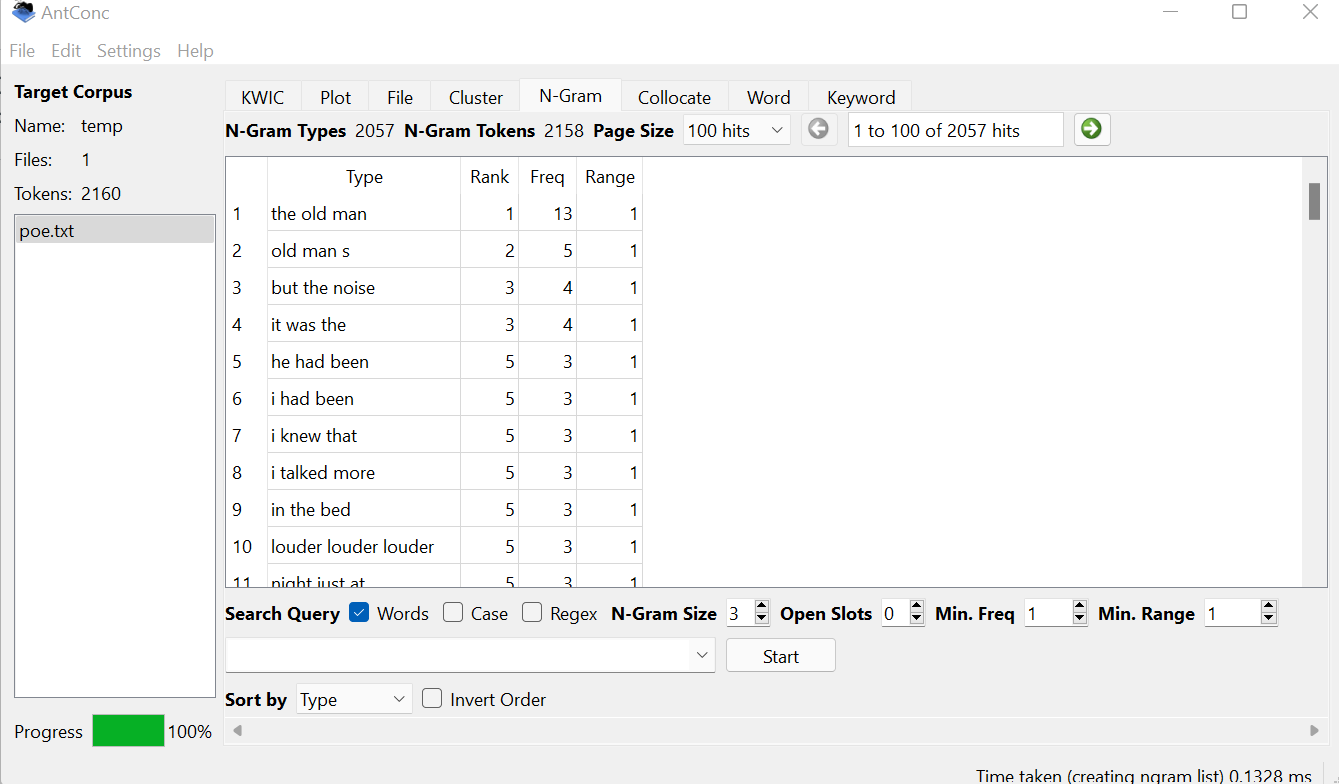 AntConc
File Edit Settings Help
Target Corpus
Name: temp
Files: 1
Tokens: 2160
poe.txt
Progress 100%
KWIC Plot File Cluster N-Gram Collocate Word Keyword
N-Gram Types 2057 N-Gram Tokens 2158 Page Size 100 hits 1 to 100 of 2057 hits
Type Rank Freq Range
1 the old man 1 13 1
2 old man s 2 5 1
3 but the noise 3 4 1
4 it was the 3 4 1
5 he had been 5 3 1
6 i had been 5 3 1
7 i knew that 5 3 1
8 i talked more 5 3 1
9 in the bed 5 3 1
10 louder louder louder 5 3 1
11 night just at 5 3 1
Search Query Words Case Regex N-Gram Size 3 Open Slots 0 Min. Freq 1 Min. Range 1
Start
Sort by Type Invert Order
Time taken (creating ngram list) 0.1328 ms